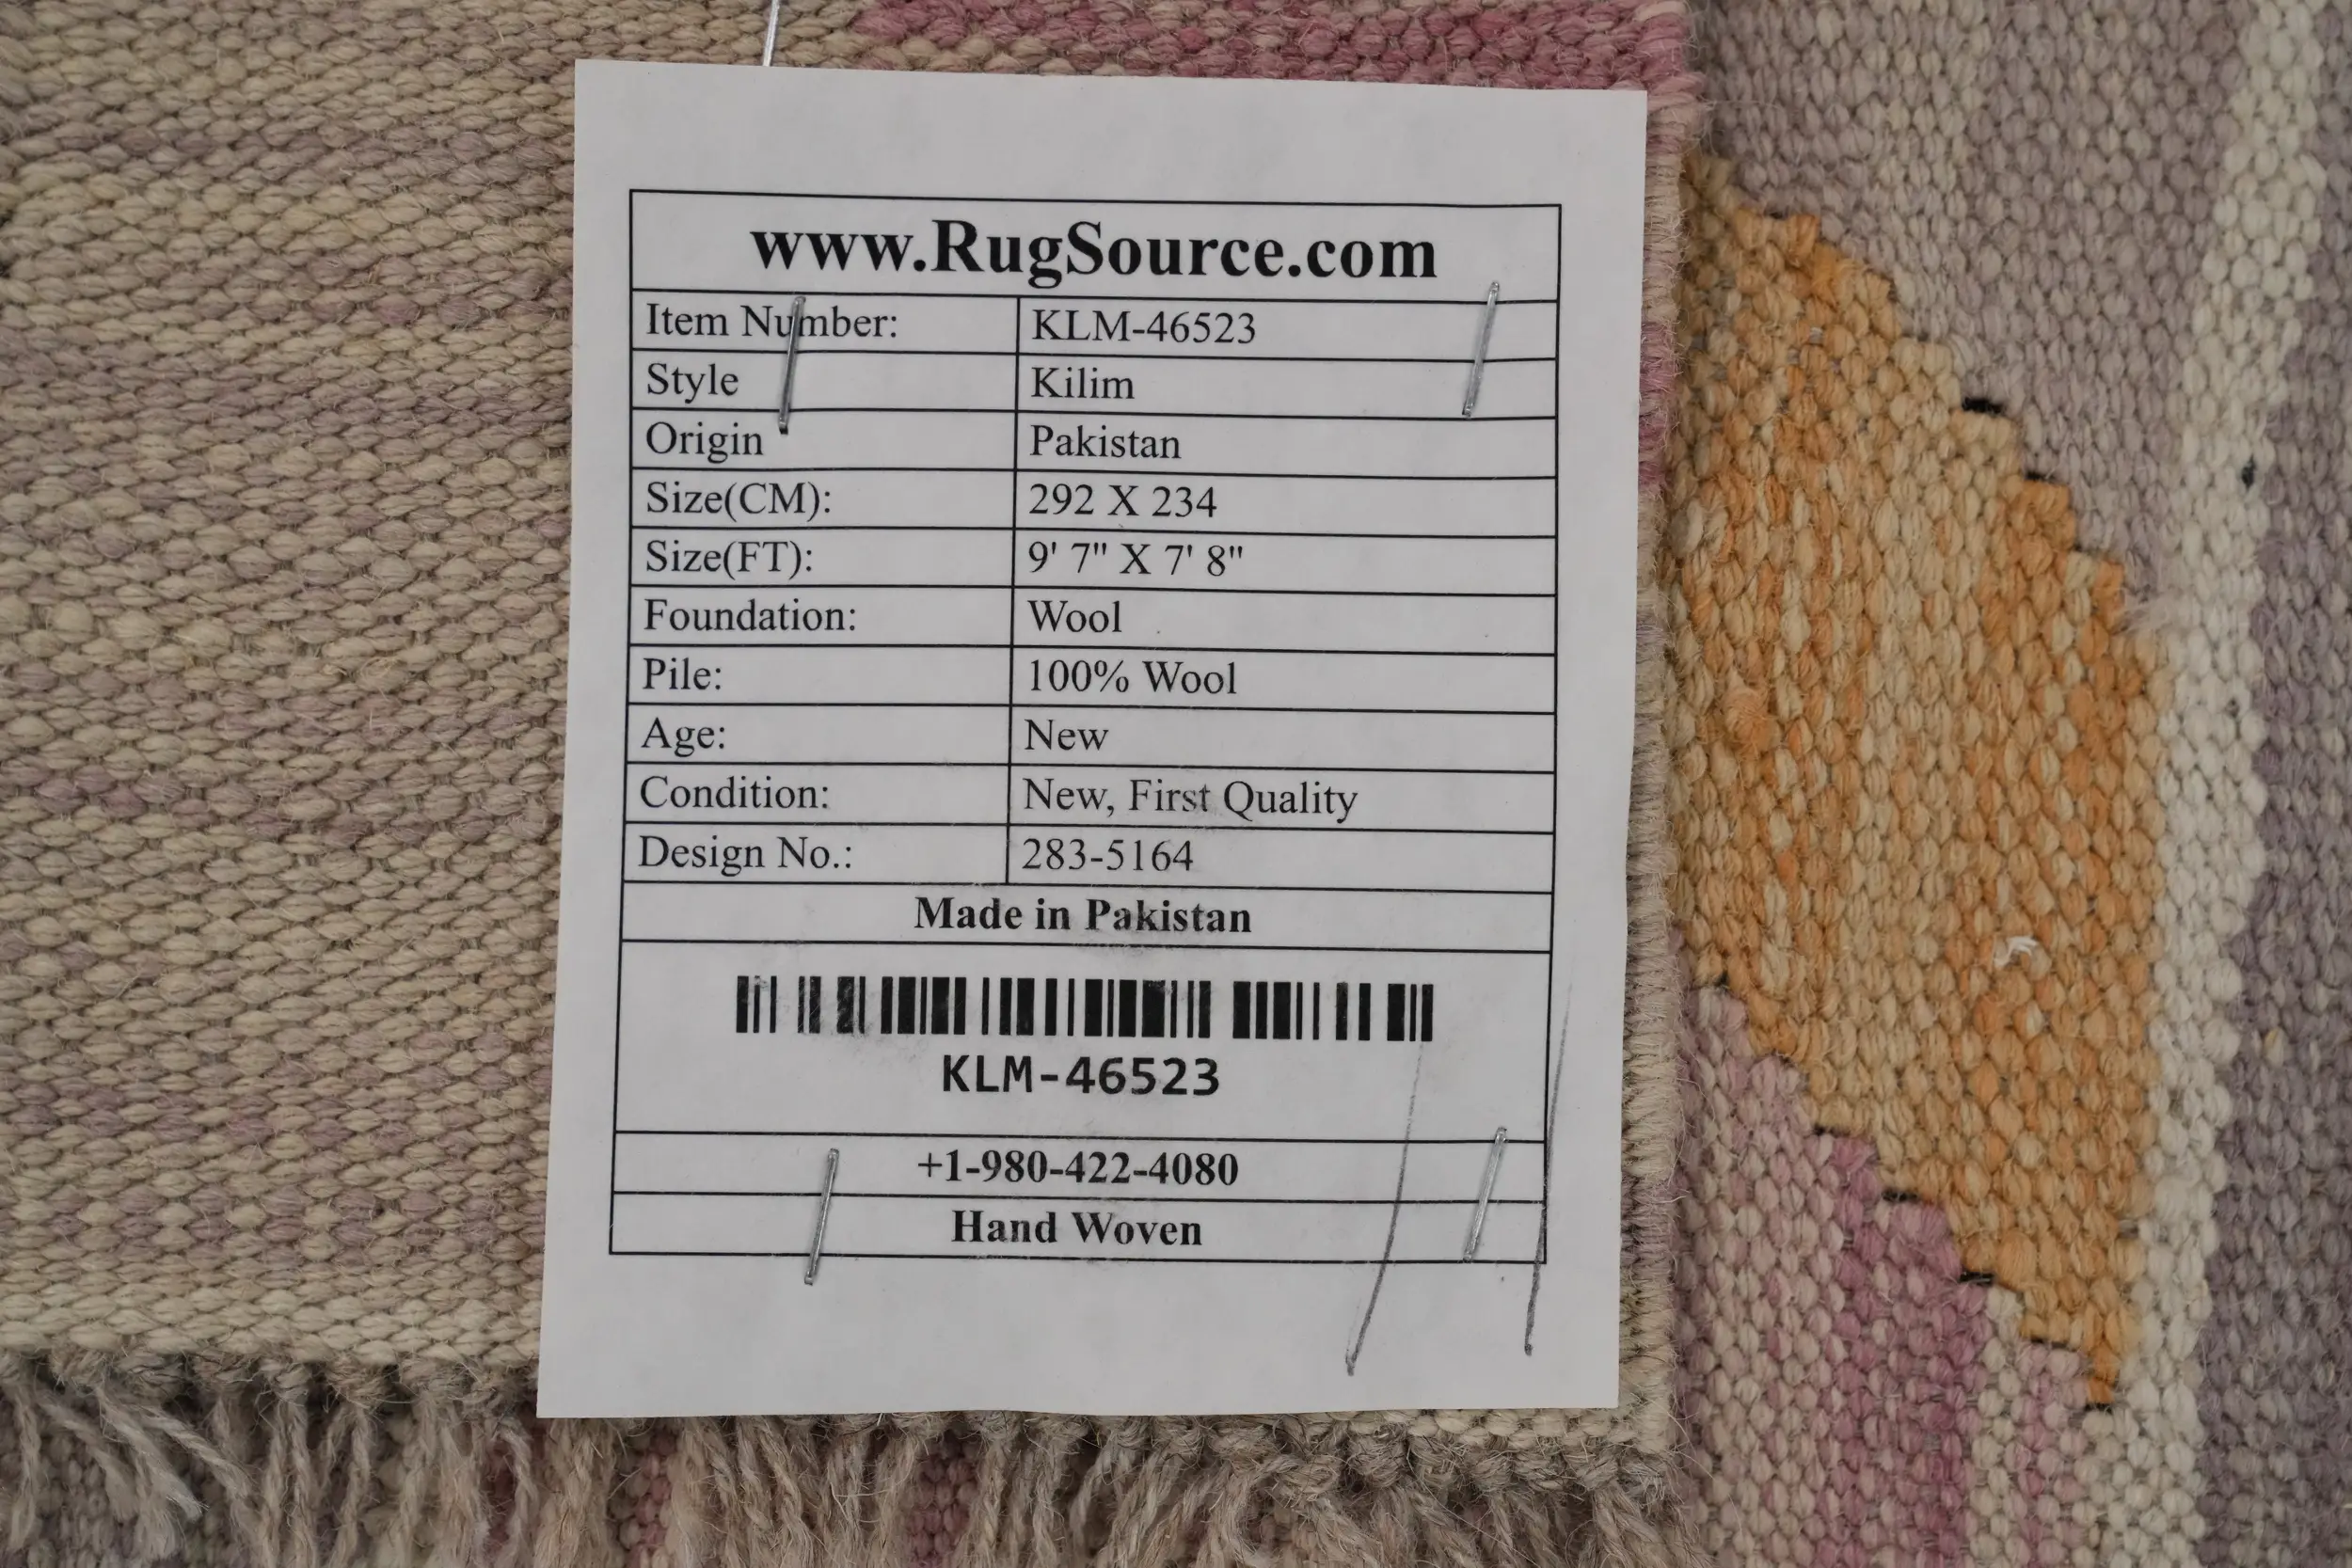 www.RugSource.com
Item Number: KLM-46523
Style Kilim
Origin Pakistan
Size(CM): 292 X 234
Size(FT): 9' 7" X 7' 8"
Foundation: Wool
Pile: 100% Wool
Age: New
Condition: New, First Quality
Design No.: 283-5164
Made in Pakistan
KLM-46523
+1-980-422-4080
Hand Woven